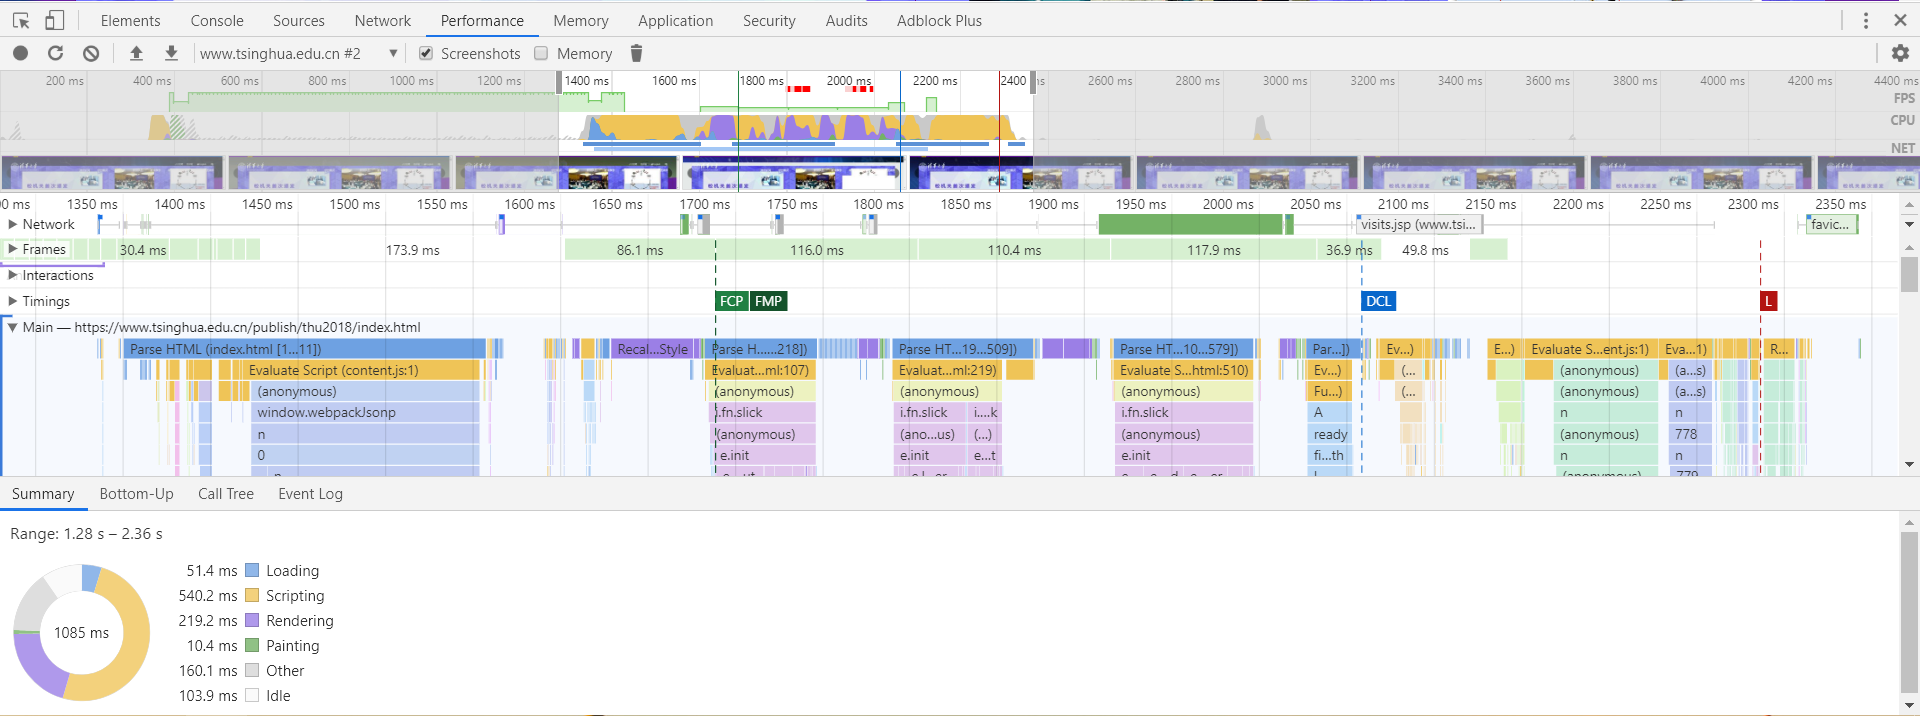 Elements Console Sources Network Performance Memory Application Security Audits Adblock Plus
www.tsinghua.edu.cn #2 ▼ Screenshots Memory
200 ms 400 ms 600 ms 800 ms 1000 ms 1200 ms 1400 ms 1600 ms 1800 ms 2000 ms 2200 ms 2400 ms 2600 ms 2800 ms 3000 ms 3200 ms 3400 ms 3600 ms 3800 ms 4000 ms 4200 ms 4400 ms
FPS
CPU
NET
00 ms 1350 ms 1400 ms 1450 ms 1500 ms 1550 ms 1600 ms 1650 ms 1700 ms 1750 ms 1800 ms 1850 ms 1900 ms 1950 ms 2000 ms 2050 ms 2100 ms 2150 ms 2200 ms 2250 ms 2300 ms 2350 ms
Network visits.jsp (www.tsi... favic...
Frames 30.4 ms 173.9 ms 86.1 ms 116.0 ms 110.4 ms 117.9 ms 36.9 ms 49.8 ms
Interactions
Timings FCP FMP DCL L
Main — https://www.tsinghua.edu.cn/publish/thu2018/index.html
Parse HTML (index.html [1...11]) Recal...Style Parse H......218]) Parse HT...19...509]) Parse HT...10...579]) Par...]) Ev...) E...) Evaluate S...ent.js:1) Eva...1) R...
Evaluate Script (content.js:1) Evaluat...ml:107) Evaluat...ml:219) Evaluate S...html:510) Ev...) (... (anonymous) (a...s)
(anonymous) (anonymous) (anonymous) (anonymous) Fu...) (... (anonymous) (a...s)
window.webpackJsonp i.fn.slick i.fn.slick i....k i.fn.slick A n n
n (anonymous) (ano...us) (...) (anonymous) ready (anonymous) 778
0 e.init e.init e...t e.init fi...th n n
Summary Bottom-Up Call Tree Event Log
Range: 1.28 s – 2.36 s
1085 ms
51.4 ms Loading
540.2 ms Scripting
219.2 ms Rendering
10.4 ms Painting
160.1 ms Other
103.9 ms Idle